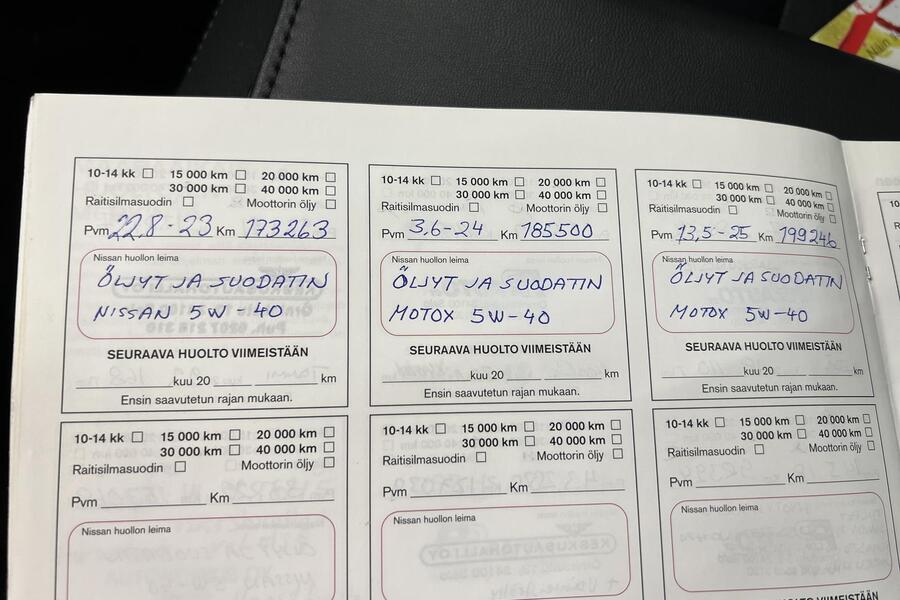 10-14 kk ☐ 15 000 km ☐ 20 000 km ☐
30 000 km ☐ 40 000 km ☐
Raitisilmasuodin ☐ Moottorin öljy ☐
Pvm 22.8-23 Km 173263
Nissan huollon leima
ÖLJYT JA SUODATIN
NISSAN 5W-40
SEURAAVA HUOLTO VIIMEISTÄÄN
kuu 20 km
Ensin saavutetun rajan mukaan.
10-14 kk ☐ 15 000 km ☐ 20 000 km ☐
30 000 km ☐ 40 000 km ☐
Raitisilmasuodin ☐ Moottorin öljy ☐
Pvm 3,6-24 Km 185500
Nissan huollon leima
ÖLJYT JA SUODATIN
MOTOX 5W-40
SEURAAVA HUOLTO VIIMEISTÄÄN
kuu 20 km
Ensin saavutetun rajan mukaan.
10-14 kk ☐ 15 000 km ☐ 20 000 km ☐
30 000 km ☐ 40 000 km ☐
Raitisilmasuodin ☐ Moottorin öljy ☐
Pvm 13,5-25 Km 199246
Nissan huollon leima
ÖLJYT JA SUODATIN
MOTOX 5W-40
SEURAAVA HUOLTO VIIMEISTÄÄN
kuu 20 km
Ensin saavutetun rajan mukaan.
10-14 kk ☐ 15 000 km ☐ 20 000 km ☐
30 000 km ☐ 40 000 km ☐
Raitisilmasuodin ☐ Moottorin öljy ☐
Pvm Km
Nissan huollon leima
10-14 kk ☐ 15 000 km ☐ 20 000 km ☐
30 000 km ☐ 40 000 km ☐
Raitisilmasuodin ☐ Moottorin öljy ☐
Pvm Km
Nissan huollon leima
10-14 kk ☐ 15 000 km ☐ 20 000 km ☐
30 000 km ☐ 40 000 km ☐
Raitisilmasuodin ☐ Moottorin öljy ☐
Pvm Km
Nissan huollon leima
SEURAAVA HUOLTO VIIMEISTÄÄN
Näin